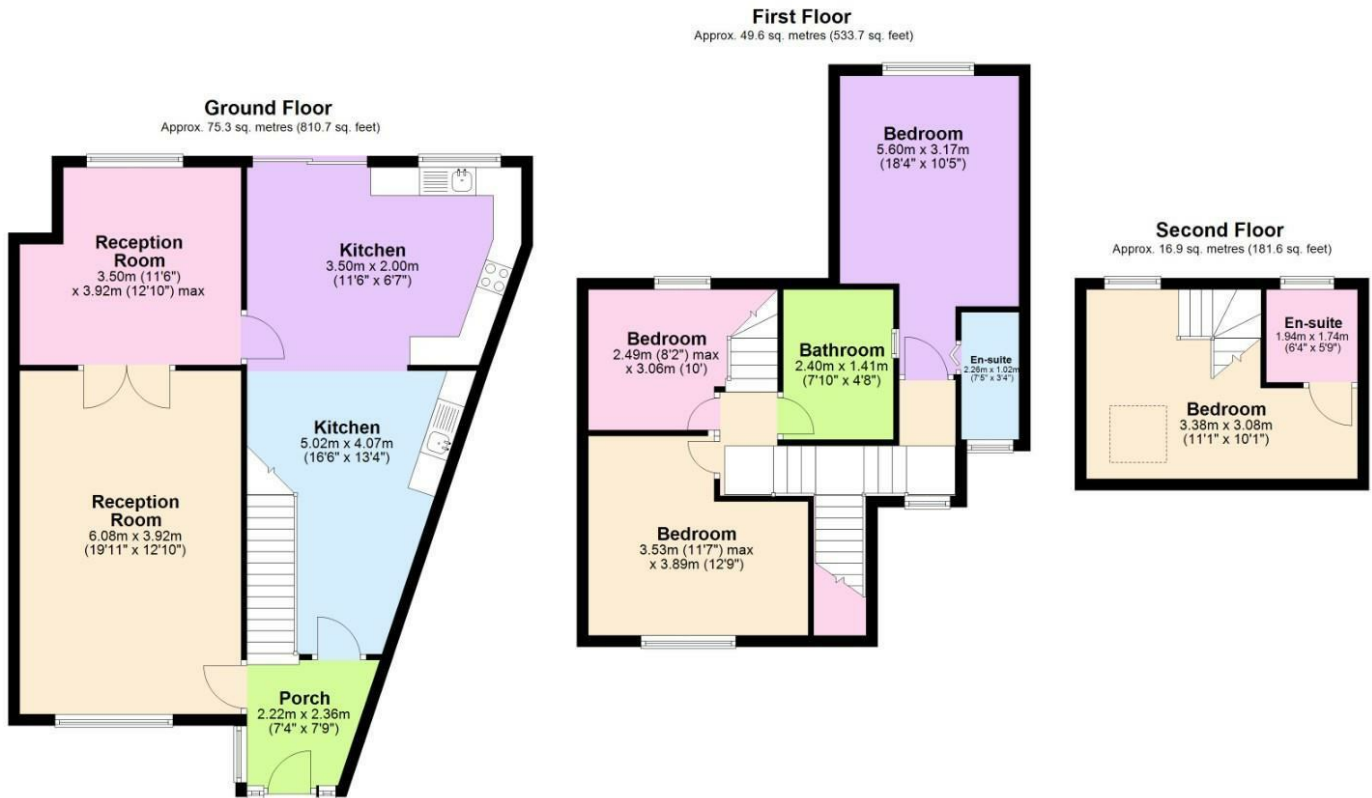 Ground Floor
Approx. 75.3 sq. metres (810.7 sq. feet)
Reception
Room
3.50m (11'6")
x 3.92m (12'10") max
Kitchen
3.50m x 2.00m
(11'6" x 6'7")
Kitchen
5.02m x 4.07m
(16'6" x 13'4")
Reception
Room
6.08m x 3.92m
(19'11" x 12'10")
Porch
2.22m x 2.36m
(7'4" x 7'9")
First Floor
Approx. 49.6 sq. metres (533.7 sq. feet)
Bedroom
5.60m x 3.17m
(18'4" x 10'5")
Bedroom
2.49m (8'2") max
x 3.06m (10')
Bathroom
2.40m x 1.41m
(7'10" x 4'8")
En-suite
2.26m x 1.02m
(7'5" x 3'4")
Bedroom
3.53m (11'7") max
x 3.89m (12'9")
Second Floor
Approx. 16.9 sq. metres (181.6 sq. feet)
En-suite
1.94m x 1.74m
(6'4" x 5'9")
Bedroom
3.38m x 3.08m
(11'1" x 10'1")